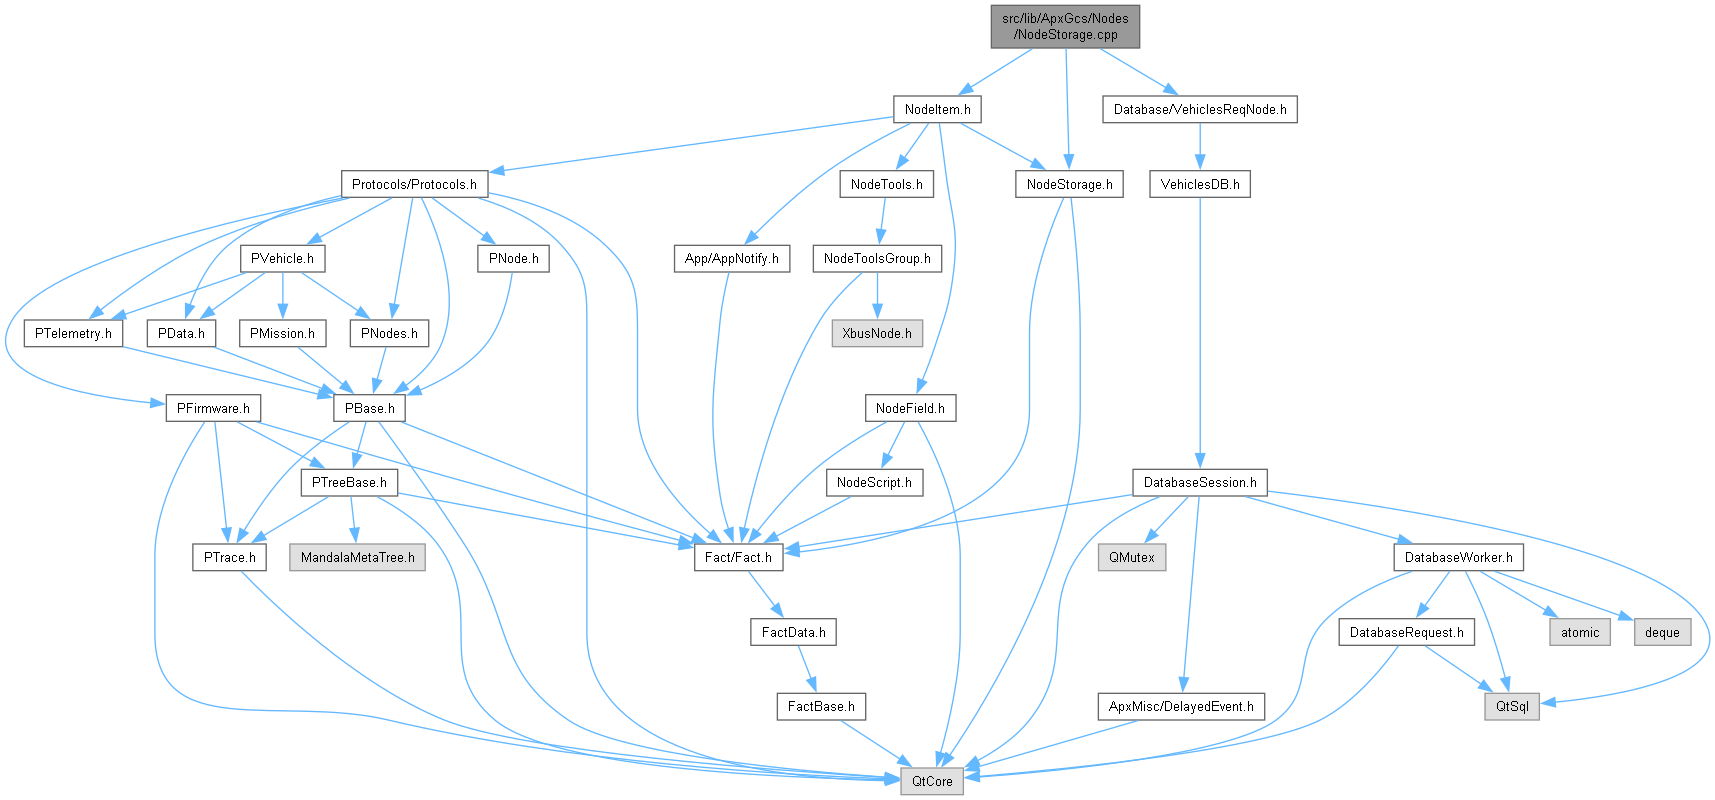 src/lib/ApxGcs/Nodes
/NodeStorage.cpp
NodeItem.h
Database/VehiclesReqNode.h
Protocols/Protocols.h
NodeTools.h
NodeStorage.h
VehiclesDB.h
PVehicle.h
PNode.h
App/AppNotify.h
NodeToolsGroup.h
PTelemetry.h
PData.h
PMission.h
PNodes.h
XbusNode.h
PFirmware.h
PBase.h
NodeField.h
PTreeBase.h
NodeScript.h
DatabaseSession.h
PTrace.h
MandalaMetaTree.h
Fact/Fact.h
QMutex
DatabaseWorker.h
FactData.h
DatabaseRequest.h
atomic
deque
FactBase.h
ApxMisc/DelayedEvent.h
QtSql
QtCore